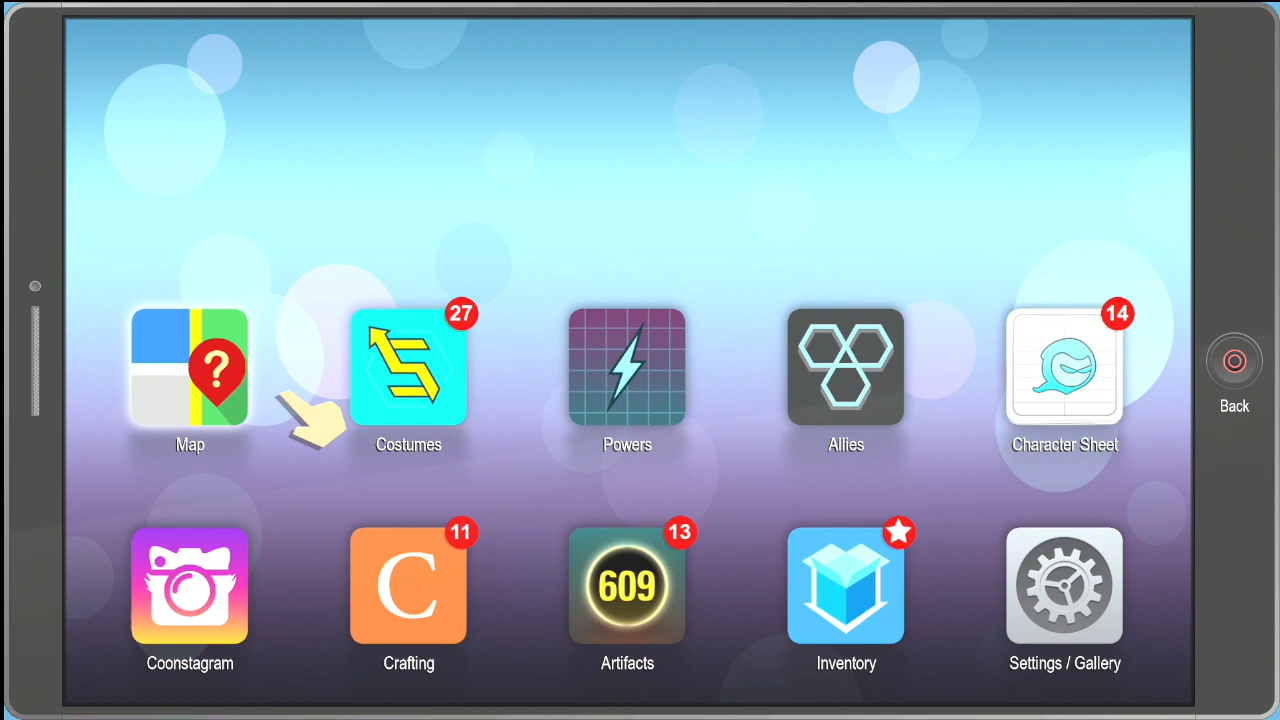 27
14
?
Map
Costumes
Powers
Allies
Character Sheet
Back
11
13
C
609
Coonstagram
Crafting
Artifacts
Inventory
Settings / Gallery